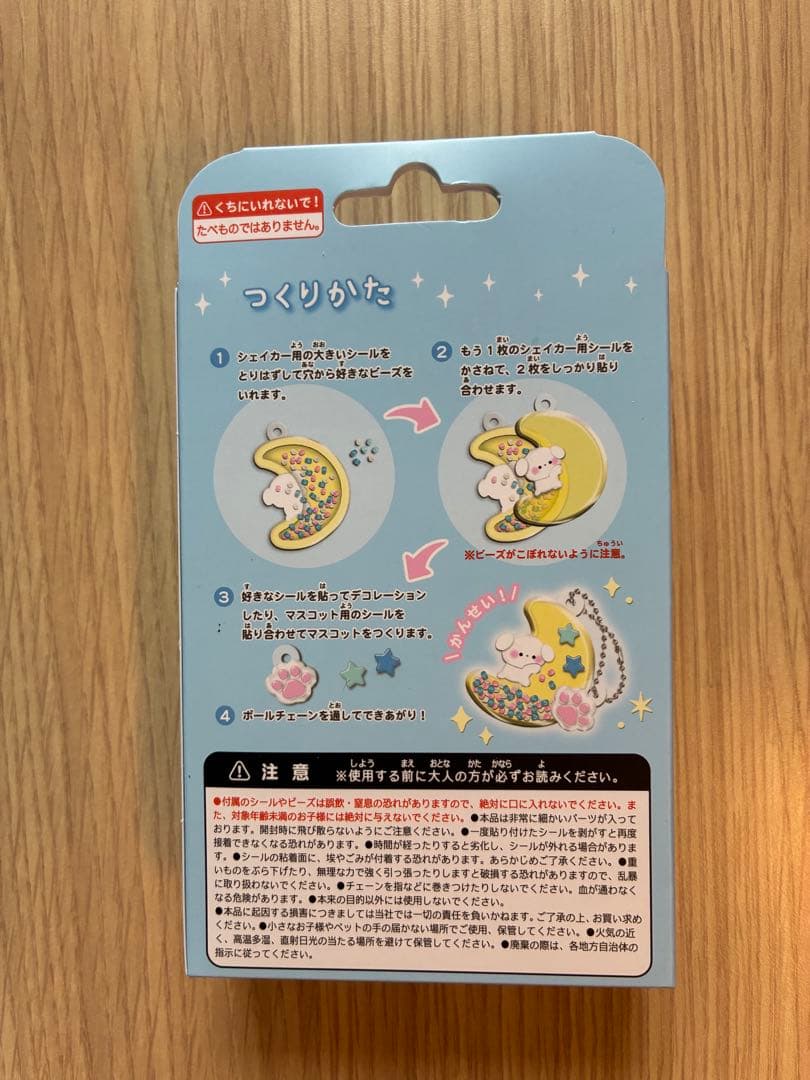 ⚠くちにいれないで！
たべものではありません。
つくりかた
1 シェイカー用の大きいシールを
とりはずして穴から好きなビーズを
いれます。
2 もう1枚のシェイカー用シールを
かさねて、2枚をしっかり貼り
合わせます。
※ビーズがこぼれないように注意。
3 好きなシールを貼ってデコレーション
したり、マスコット用のシールを
貼り合わせてマスコットをつくります。
かんせい！
4 ボールチェーンを通してできあがり！
⚠注意 ※使用する前に大人の方が必ずお読みください。
●付属のシールやビーズは誤飲・窒息の恐れがありますので、絶対に口に入れないでください。ま
た、対象年齢未満のお子様には絶対に与えないでください。●本品は非常に細かいパーツが入って
おります。開封時に飛び散らないようにご注意ください。●一度貼り付けたシールを剥がすと再度
接着できなくなる恐れがあります。●時間が経ったりすると劣化し、シールが外れる場合がありま
す。●シールの粘着面に、埃やごみが付着する恐れがあります。あらかじめご了承ください。●重
いものをぶら下げたり、無理な力で強く引っ張ったりしますと破損する恐れがありますので、乱暴
に取り扱わないでください。●チェーンを指などに巻きつけたりしないでください。血が通わなく
なる危険があります。●本来の目的以外には使用しないでください。
●本品に起因する損害につきましては当社では一切の責任を負いかねます。ご了承の上、お買い求め
ください。●小さなお子様やペットの手の届かない場所でご使用、保管してください。●火気の近
く、高温多湿、直射日光の当たる場所を避けて保管してください。●廃棄の際は、各地方自治体の
指示に従ってください。